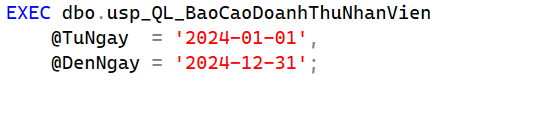 EXEC dbo.usp_QL_BaoCaoDoanhThuNhanVien
    @TuNgay  = '2024-01-01',
    @DenNgay = '2024-12-31';